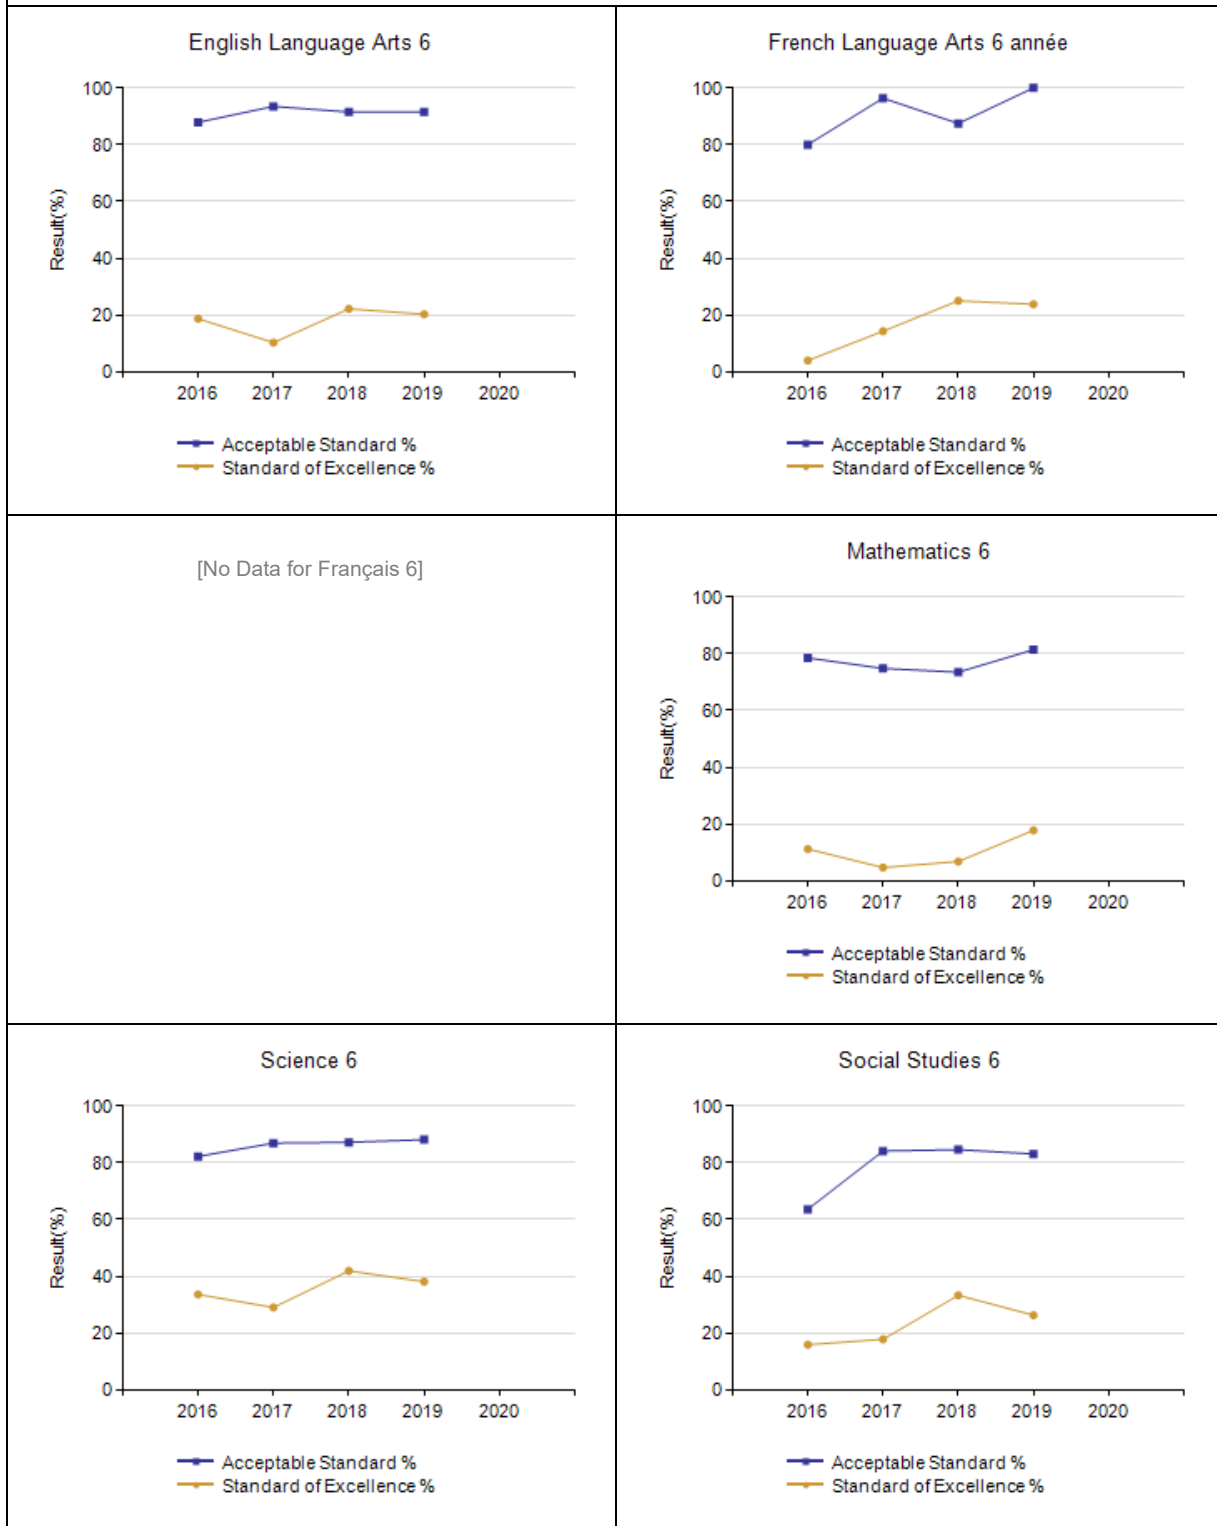 English Language Arts 6
100
80
60
40
20
0
Result(%)
2016 2017 2018 2019 2020
Acceptable Standard %
Standard of Excellence %
French Language Arts 6 année
100
80
60
40
20
0
Result(%)
2016 2017 2018 2019 2020
Acceptable Standard %
Standard of Excellence %
[No Data for Français 6]
Mathematics 6
100
80
60
40
20
0
Result(%)
2016 2017 2018 2019 2020
Acceptable Standard %
Standard of Excellence %
Science 6
100
80
60
40
20
0
Result(%)
2016 2017 2018 2019 2020
Acceptable Standard %
Standard of Excellence %
Social Studies 6
100
80
60
40
20
0
Result(%)
2016 2017 2018 2019 2020
Acceptable Standard %
Standard of Excellence %